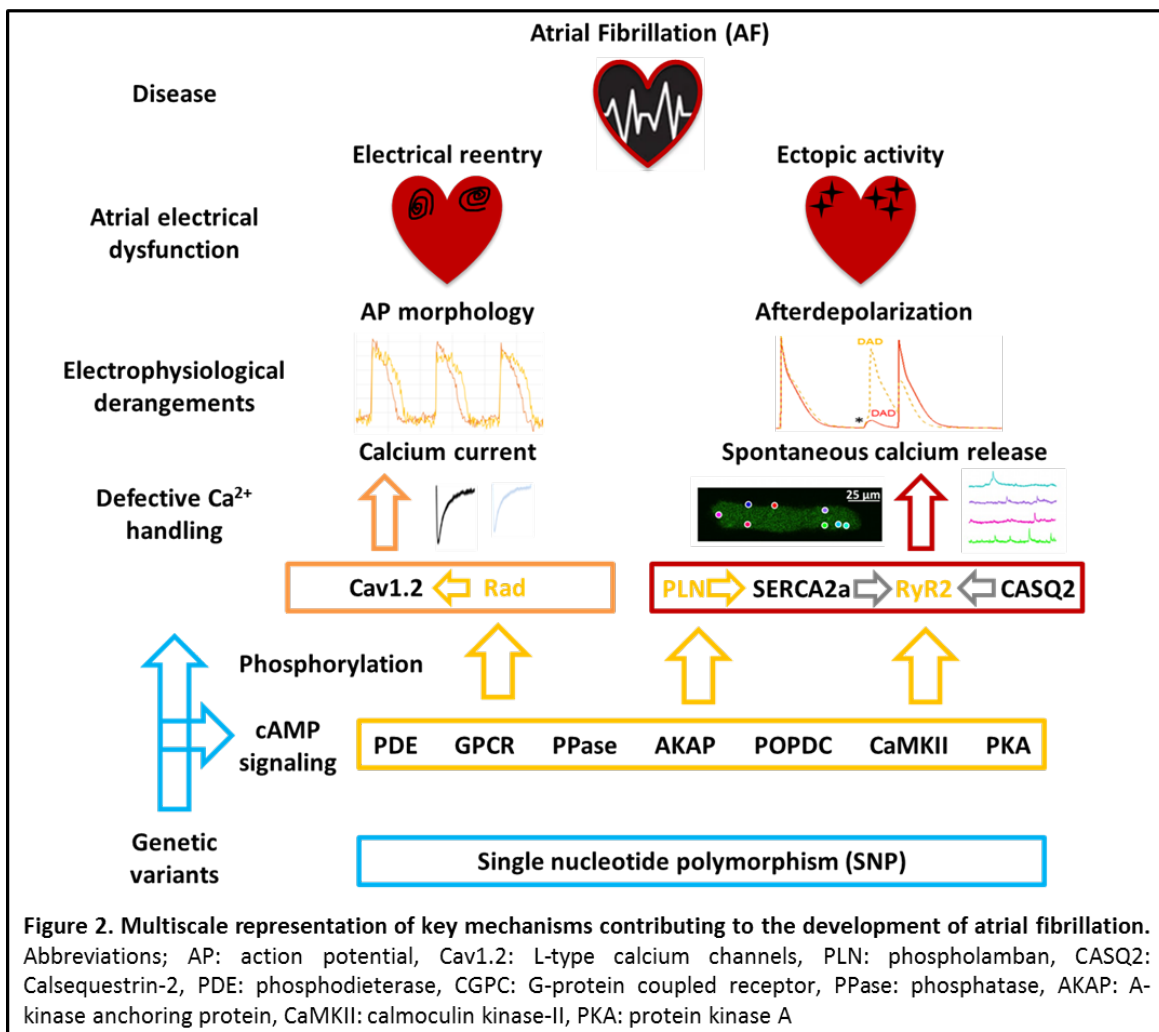 Atrial Fibrillation (AF)
Disease
Electrical reentry
Ectopic activity
Atrial electrical
dysfunction
AP morphology
Afterdepolarization
Electrophysiological
derangements
DAD
DAD
*
Calcium current
Spontaneous calcium release
Defective Ca²⁺
handling
25 µm
Cav1.2 Rad
PLN SERCA2a RyR2 CASQ2
Phosphorylation
cAMP
signaling
PDE GPCR PPase AKAP POPDC CaMKII PKA
Genetic
variants
Single nucleotide polymorphism (SNP)
Figure 2. Multiscale representation of key mechanisms contributing to the development of atrial fibrillation.
Abbreviations; AP: action potential, Cav1.2: L-type calcium channels, PLN: phospholamban, CASQ2:
Calsequestrin-2, PDE: phosphodieterase, CGPC: G-protein coupled receptor, PPase: phosphatase, AKAP: A-
kinase anchoring protein, CaMKII: calmoculin kinase-II, PKA: protein kinase A